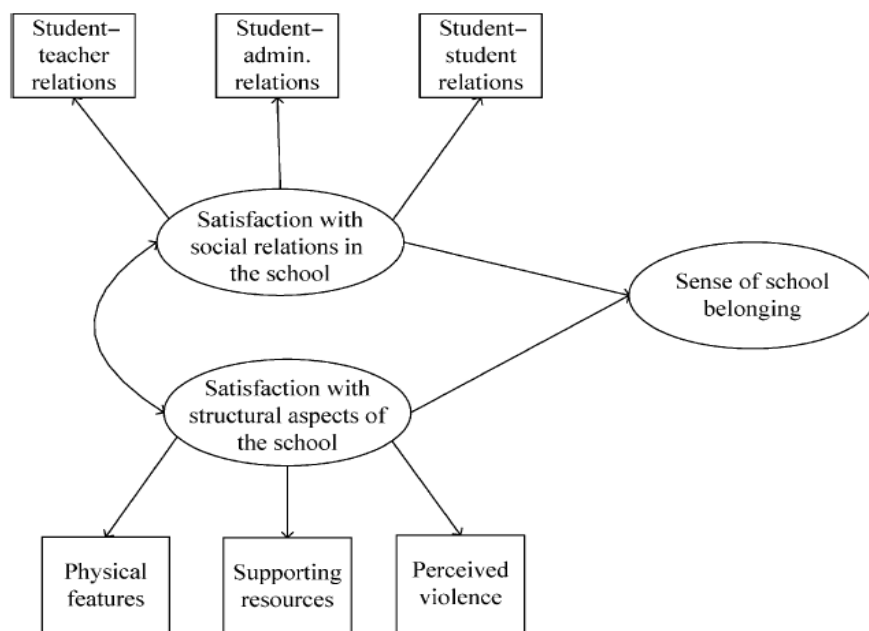 Student–
teacher
relations
Student–
admin.
relations
Student–
student
relations
Satisfaction with
social relations in
the school
Sense of school
belonging
Satisfaction with
structural aspects of
the school
Physical
features
Supporting
resources
Perceived
violence